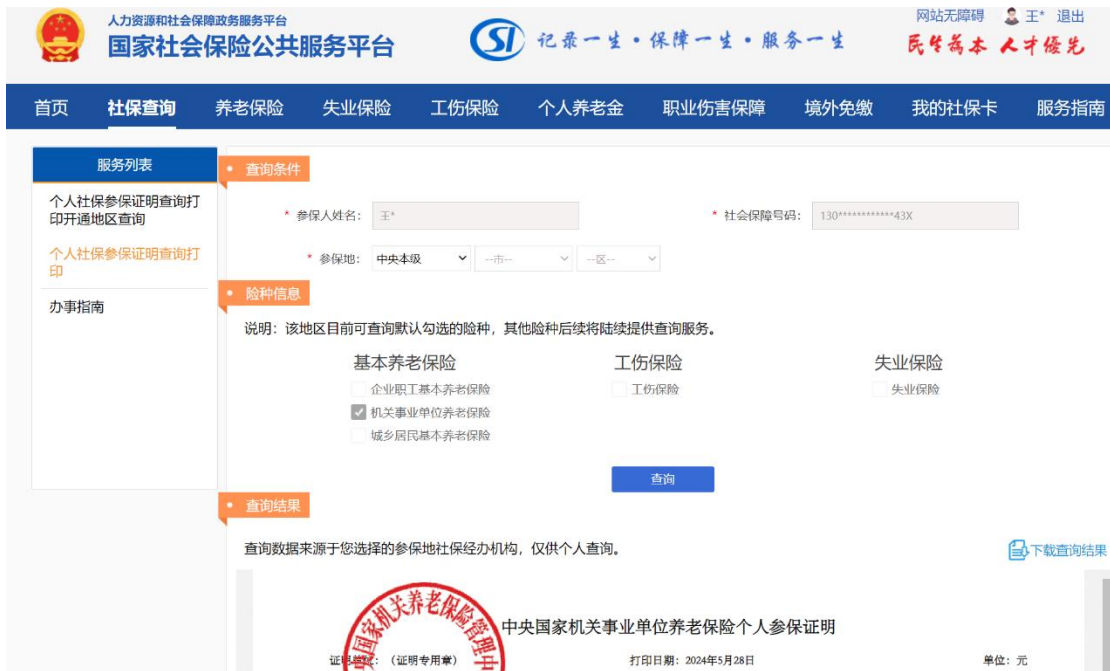 人力资源和社会保障政务服务平台
国家社会保险公共服务平台
SI 记录一生·保障一生·服务一生
网站无障碍 王* 退出
民生为本 人才优先
首页 社保查询 养老保险 失业保险 工伤保险 个人养老金 职业伤害保障 境外免缴 我的社保卡 服务指南
服务列表
个人社保参保证明查询打
印开通地区查询
个人社保参保证明查询打
印
办事指南
查询条件
* 参保人姓名: 王* * 社会保障号码: 130************43X
* 参保地: 中央本级 --市-- --区--
险种信息
说明:该地区目前可查询默认勾选的险种,其他险种后续将陆续提供查询服务。
基本养老保险 工伤保险 失业保险
企业职工基本养老保险 工伤保险 失业保险
机关事业单位养老保险
城乡居民基本养老保险
查询
查询结果
查询数据来源于您选择的参保地社保经办机构,仅供个人查询。
下载查询结果
国家机关养老保险管理中
中央国家机关事业单位养老保险个人参保证明
证明 : (证明专用章) 打印日期: 2024年5月28日 单位: 元